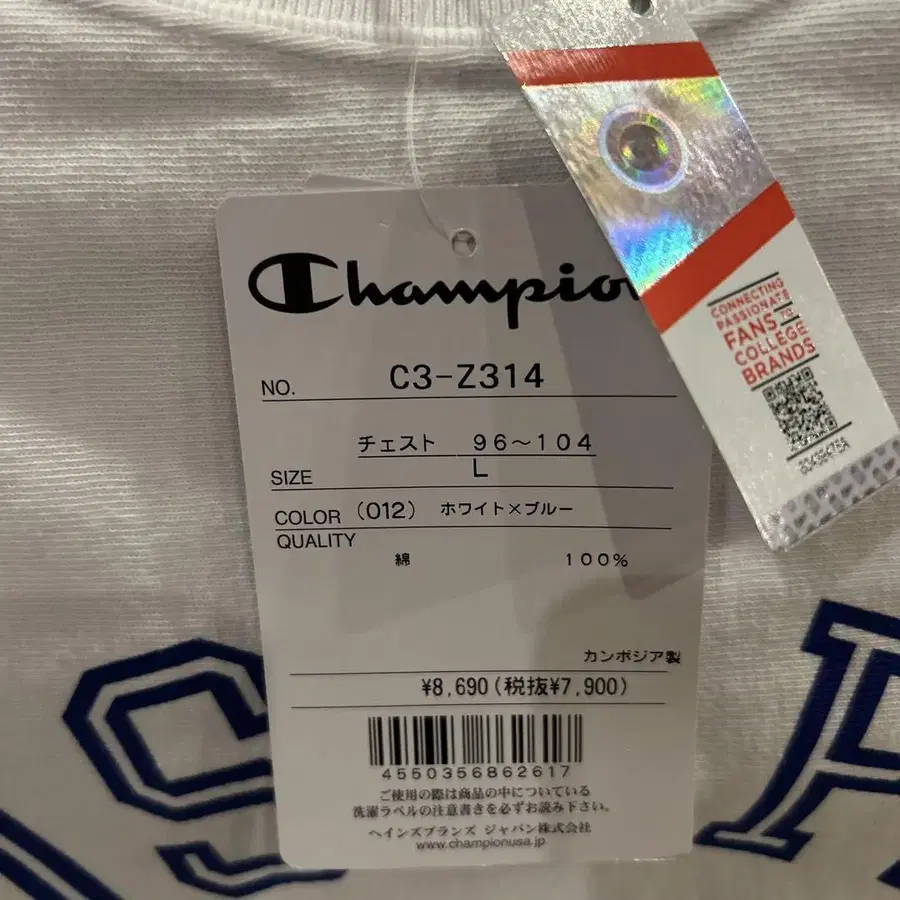 Champion
NO. C3-Z314
チェスト 96～104
SIZE L
COLOR (012) ホワイト×ブルー
QUALITY
綿 100%
カンボジア製
¥8,690(税抜¥7,900)
4550356862617
ご使用の際は商品の中についている
洗濯ラベルの注意書きを必ずお読み下さい。
ヘインズブランズ ジャパン株式会社
www.championusa.jp
CONNECTING
PASSIONATE
FANS TO
COLLEGE
BRANDS
S